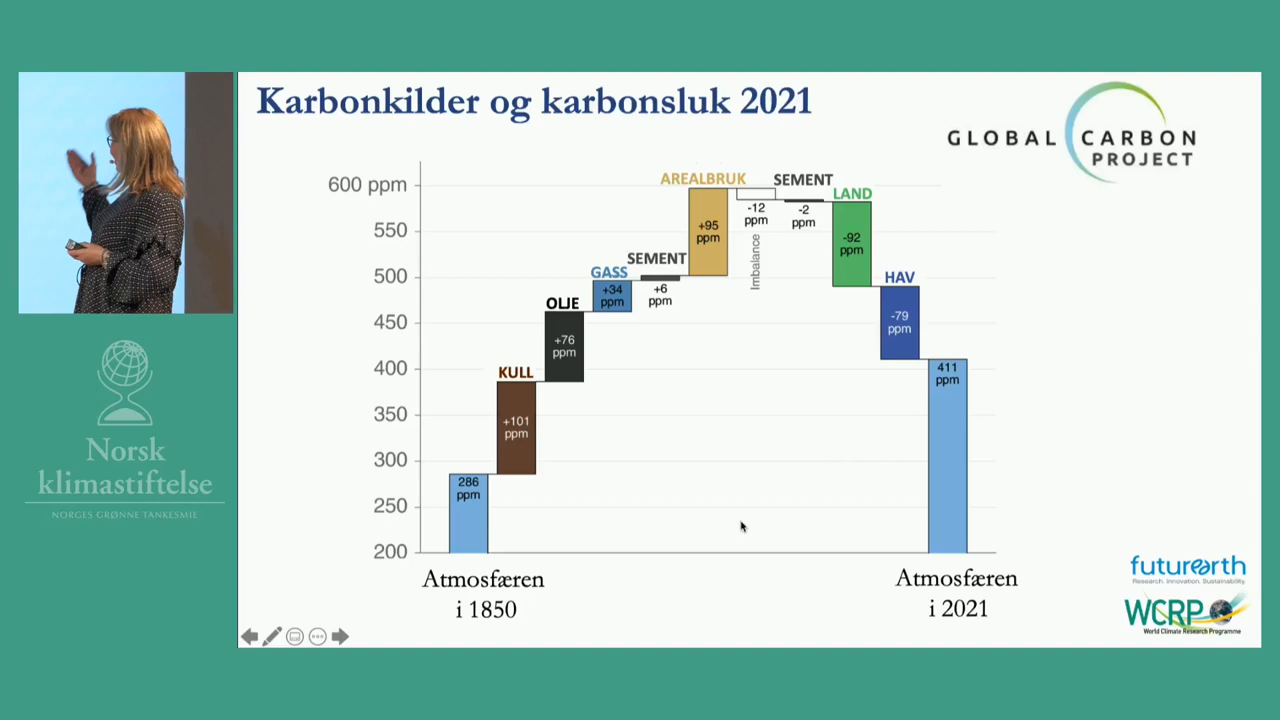 Karbonkilder og karbonsluk 2021
GLOBAL CARBON
PROJECT
600 ppm
550
500
450
400
350
300
250
200
286
ppm
KULL
+101
ppm
OLJE
+76
ppm
GASS
+34
ppm
SEMENT
+6
ppm
AREALBRUK
+95
ppm
-12
ppm
Imbalance
SEMENT
-2
ppm
LAND
-92
ppm
HAV
-79
ppm
411
ppm
Atmosfæren
i 1850
Atmosfæren
i 2021
Norsk
klimastiftelse
NORGES GRØNNE TANKESMIE
futurearth
Research. Innovation. Sustainability.
WCRP
World Climate Research Programme